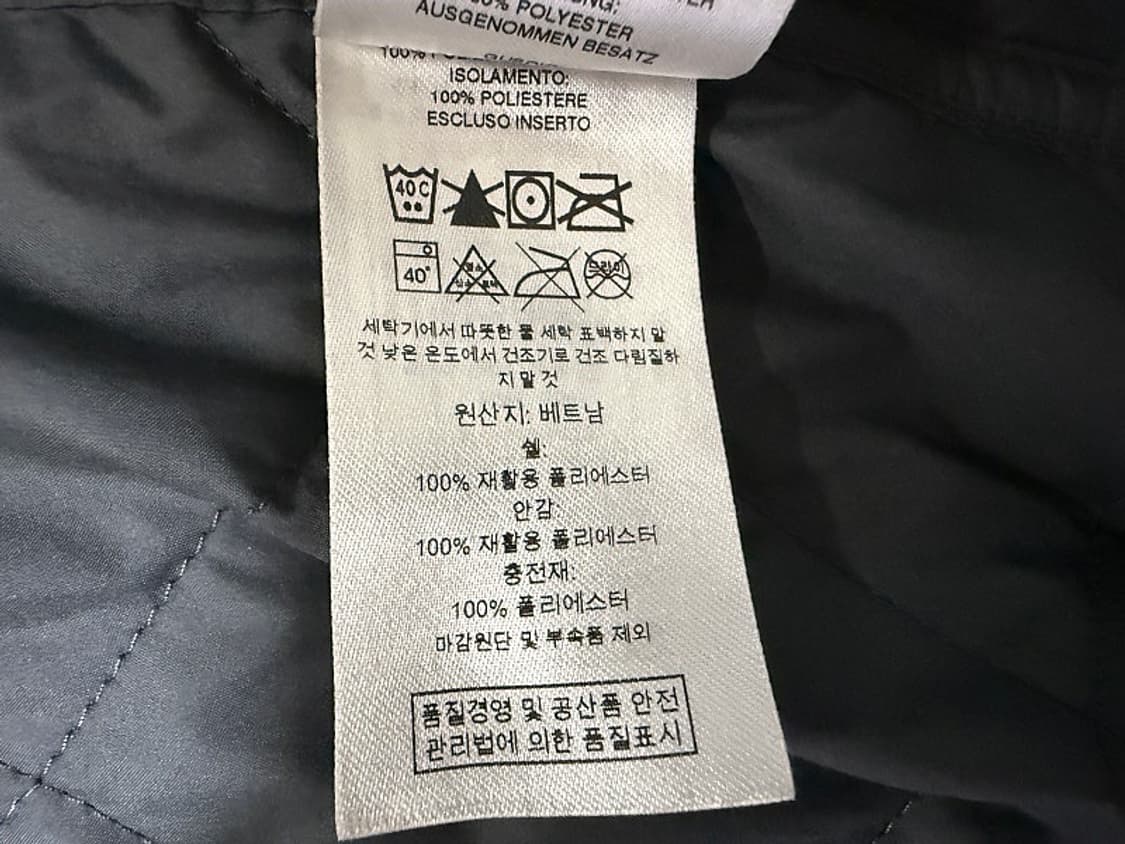 100% POLYESTER
AUSGENOMMEN BESATZ
100%
ISOLAMENTO:
100% POLIESTERE
ESCLUSO INSERTO
40 C
40°
드라이
세탁기에서 따뜻한 물 세탁 표백하지 말
것 낮은 온도에서 건조기로 건조 다림질하
지 말 것
원산지: 베트남
쉘:
100% 재활용 폴리에스터
안감:
100% 재활용 폴리에스터
충전재:
100% 폴리에스터
마감원단 및 부속품 제외
품질경영 및 공산품 안전
관리법에 의한 품질표시